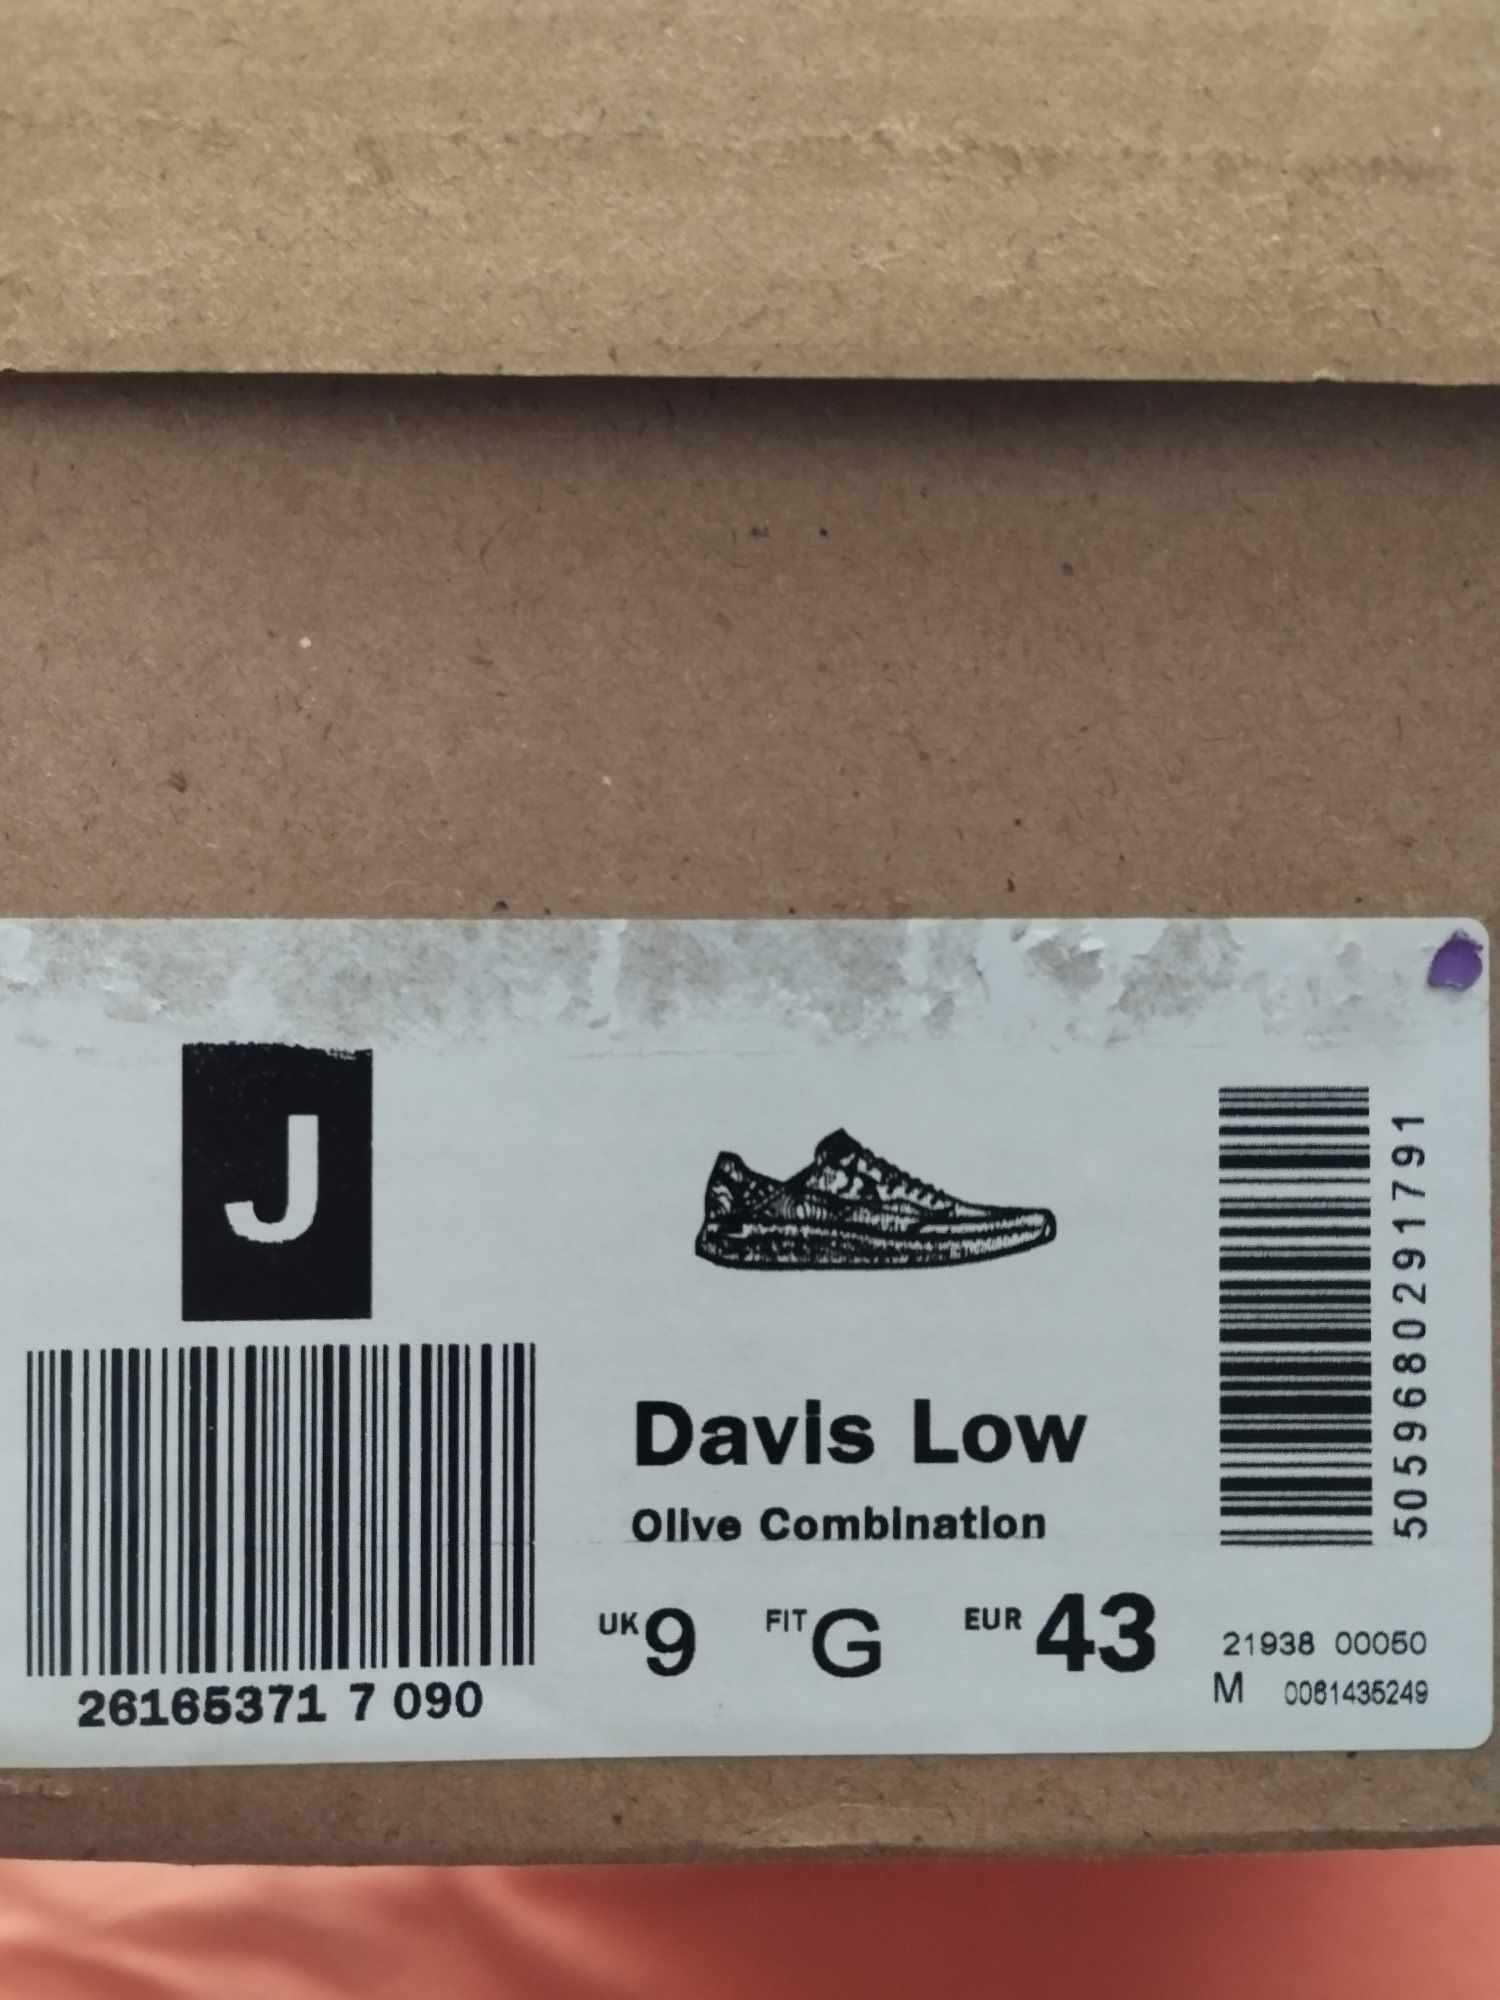 J
26165371 7 090
Davis Low
Olive Combination
UK 9 FIT G EUR 43
5059680291791
21938 00050
M 0061435249